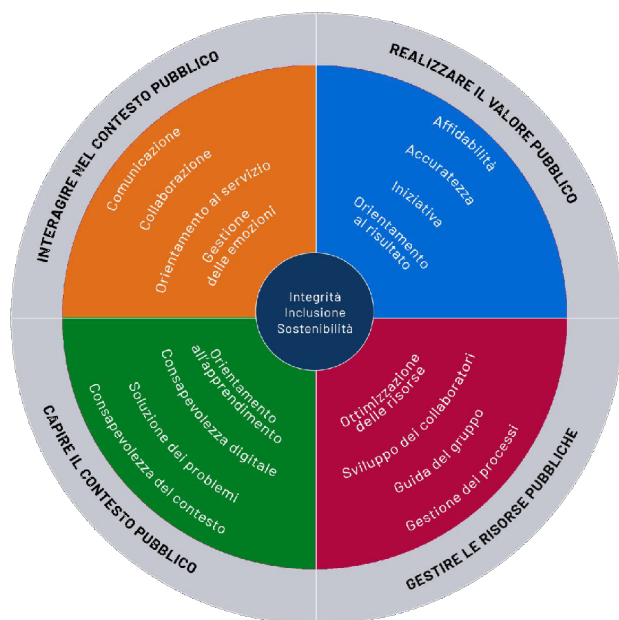 INTERAGIRE NEL CONTESTO PUBBLICO
Comunicazione
Collaborazione
Orientamento al servizio
Gestione
delle emozioni
REALIZZARE IL VALORE PUBBLICO
Affidabilità
Accuratezza
Iniziativa
Orientamento
al risultato
Integrità
Inclusione
Sostenibilità
CAPIRE IL CONTESTO PUBBLICO
Orientamento
all'apprendimento
Consapevolezza digitale
Soluzione dei problemi
Consapevolezza del contesto
GESTIRE LE RISORSE PUBBLICHE
Ottimizzazione
delle risorse
Sviluppo dei collaboratori
Guida del gruppo
Gestione dei processi